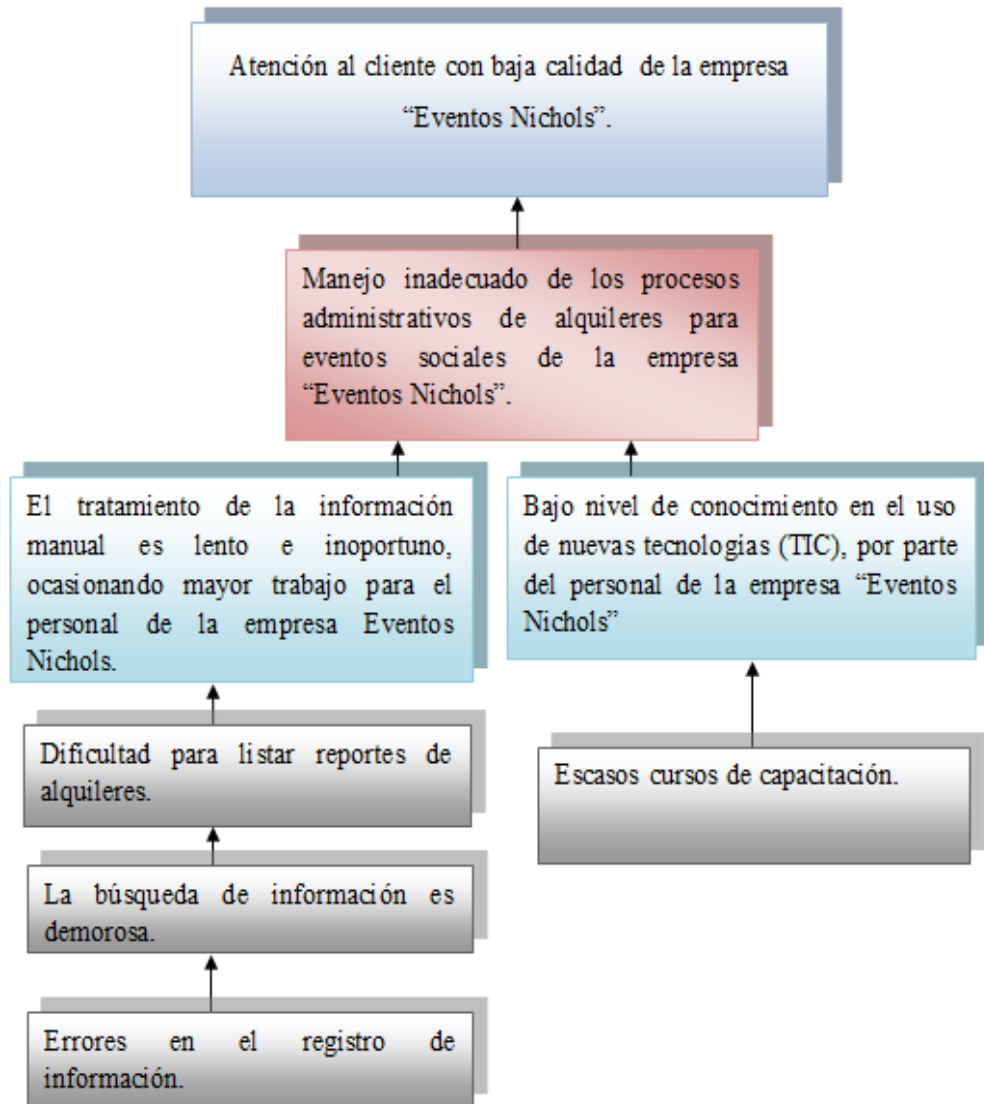 Atención al cliente con baja calidad de la empresa
“Eventos Nichols”.
Manejo inadecuado de los procesos
administrativos de alquileres para
eventos sociales de la empresa
“Eventos Nichols”.
El tratamiento de la información
manual es lento e inoportuno,
ocasionando mayor trabajo para el
personal de la empresa Eventos
Nichols.
Bajo nivel de conocimiento en el uso
de nuevas tecnologías (TIC), por parte
del personal de la empresa “Eventos
Nichols”
Dificultad para listar reportes de
alquileres.
Escasos cursos de capacitación.
La búsqueda de información es
demorosa.
Errores en el registro de
información.